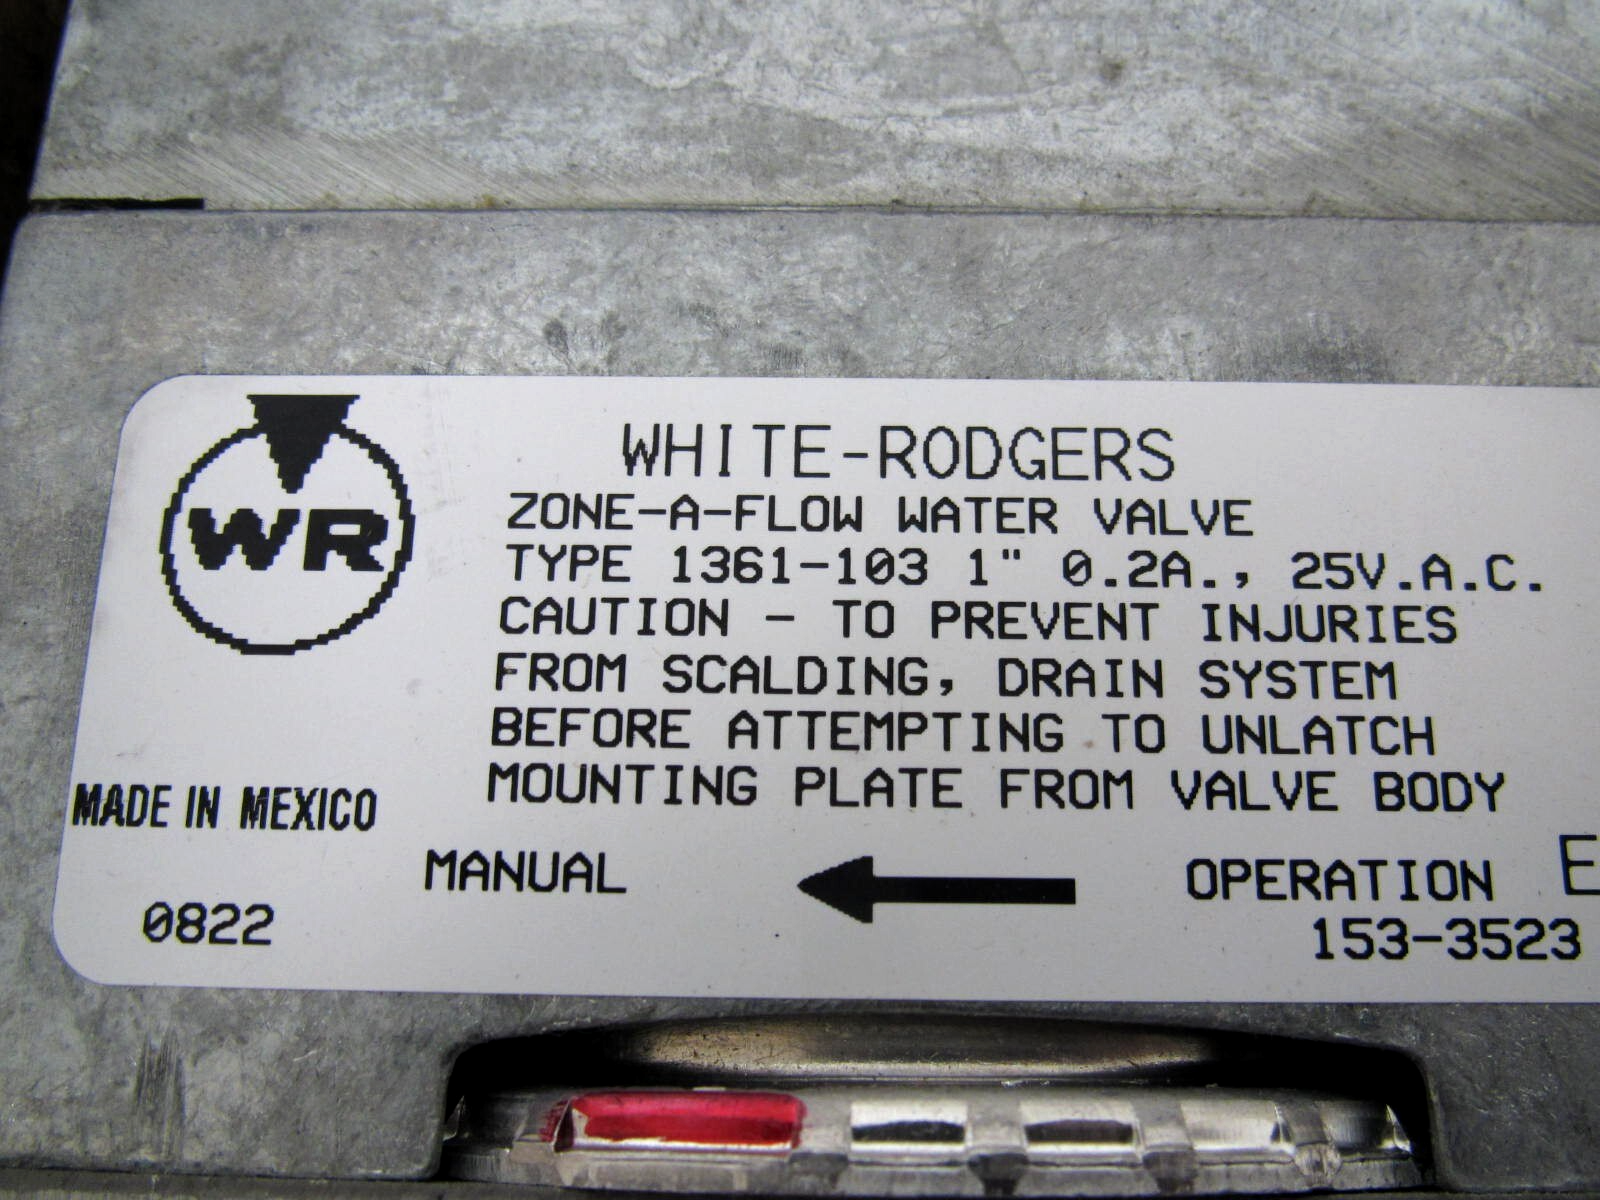 WR
WHITE-RODGERS
ZONE-A-FLOW WATER VALVE
TYPE 1361-103 1" 0.2A., 25V.A.C.
CAUTION - TO PREVENT INJURIES
FROM SCALDING, DRAIN SYSTEM
BEFORE ATTEMPTING TO UNLATCH
MOUNTING PLATE FROM VALVE BODY
MADE IN MEXICO
MANUAL OPERATION E
0822 153-3523